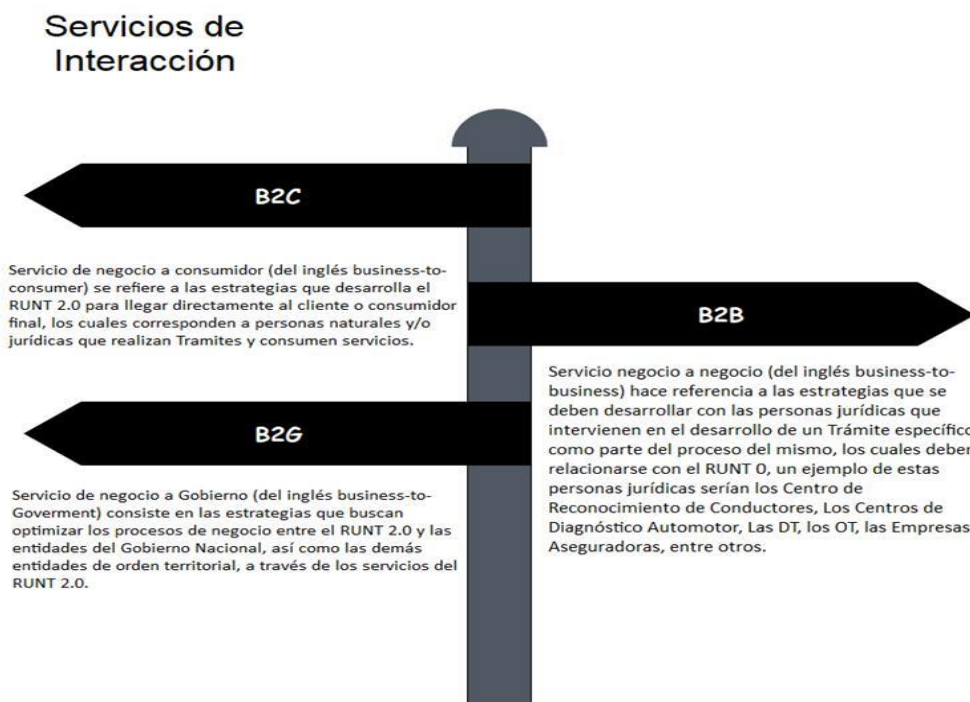 Servicios de
Interacción
B2C
Servicio de negocio a consumidor (del inglés business-to-
consumer) se refiere a las estrategias que desarrolla el
RUNT 2.0 para llegar directamente al cliente o consumidor
final, los cuales corresponden a personas naturales y/o
jurídicas que realizan Tramites y consumen servicios.
B2B
Servicio negocio a negocio (del inglés business-to-
business) hace referencia a las estrategias que se
deben desarrollar con las personas jurídicas que
intervienen en el desarrollo de un Trámite específico
como parte del proceso del mismo, los cuales deben
relacionarse con el RUNT 0, un ejemplo de estas
personas jurídicas serían los Centro de
Reconocimiento de Conductores, Los Centros de
Diagnóstico Automotor, Las DT, los OT, las Empresas
Aseguradoras, entre otros.
B2G
Servicio de negocio a Gobierno (del inglés business-to-
Goverment) consiste en las estrategias que buscan
optimizar los procesos de negocio entre el RUNT 2.0 y las
entidades del Gobierno Nacional, así como las demás
entidades de orden territorial, a través de los servicios del
RUNT 2.0.